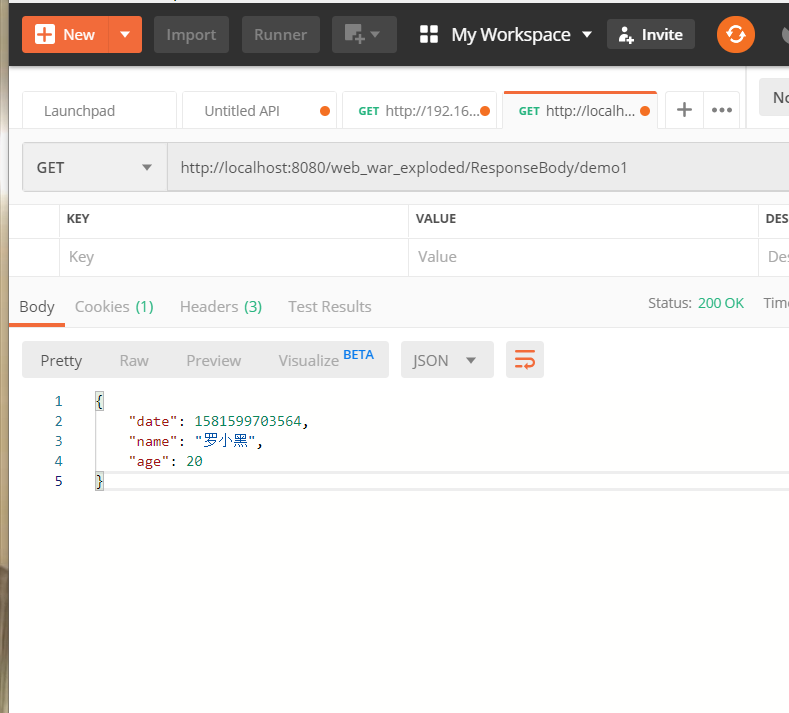 New Import Runner My Workspace Invite
Launchpad Untitled API GET http://192.16... GET http://localh... No
GET http://localhost:8080/web_war_exploded/ResponseBody/demo1
KEY VALUE DES
Key Value Des
Body Cookies (1) Headers (3) Test Results Status: 200 OK Time
Pretty Raw Preview Visualize BETA JSON
1 {
2 "date": 1581599703564,
3 "name": "罗小黑",
4 "age": 20
5 }